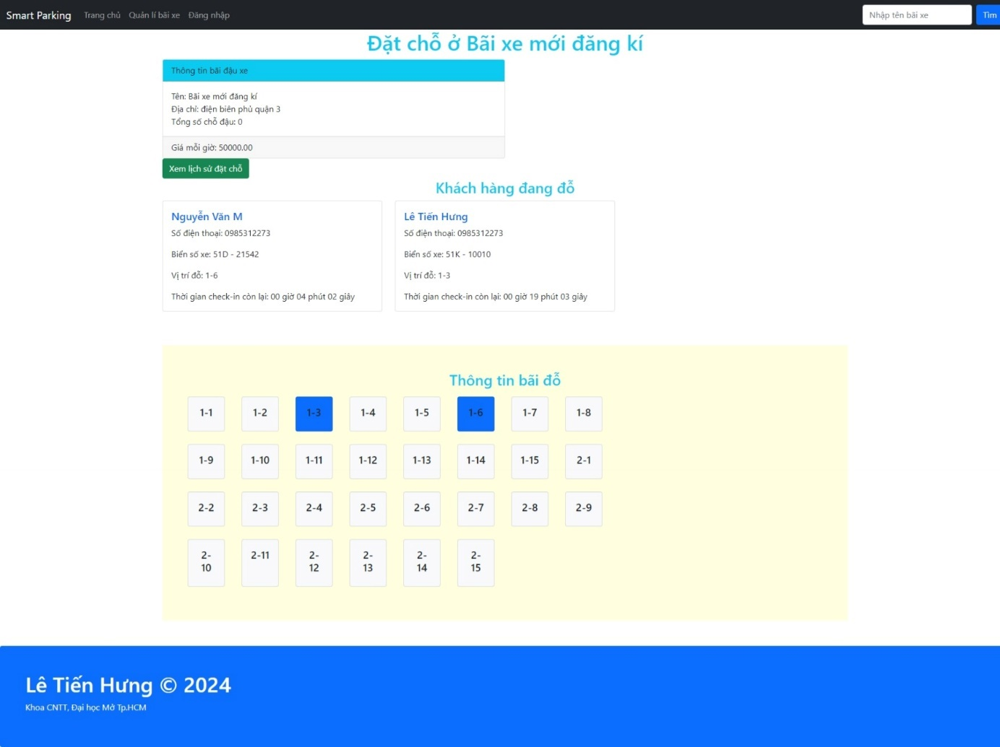 Smart Parking Trang chủ Quản lí bãi xe Đăng nhập Nhập tên bãi xe Tìm
Đặt chỗ ở Bãi xe mới đăng kí
Thông tin bãi đậu xe
Tên: Bãi xe mới đăng kí
Địa chỉ: điện biên phủ quận 3
Tổng số chỗ đậu: 0
Giá mỗi giờ: 50000.00
Xem lịch sử đặt chỗ
Khách hàng đang đỗ
Nguyễn Văn M
Số điện thoại: 0985312273
Biển số xe: 51D - 21542
Vị trí đỗ: 1-6
Thời gian check-in còn lại: 00 giờ 04 phút 02 giây
Lê Tiến Hưng
Số điện thoại: 0985312273
Biển số xe: 51K - 10010
Vị trí đỗ: 1-3
Thời gian check-in còn lại: 00 giờ 19 phút 03 giây
Thông tin bãi đỗ
1-1 1-2 1-3 1-4 1-5 1-6 1-7 1-8
1-9 1-10 1-11 1-12 1-13 1-14 1-15 2-1
2-2 2-3 2-4 2-5 2-6 2-7 2-8 2-9
2-10 2-11 2-12 2-13 2-14 2-15
Lê Tiến Hưng © 2024
Khoa CNTT, Đại học Mở Tp.HCM